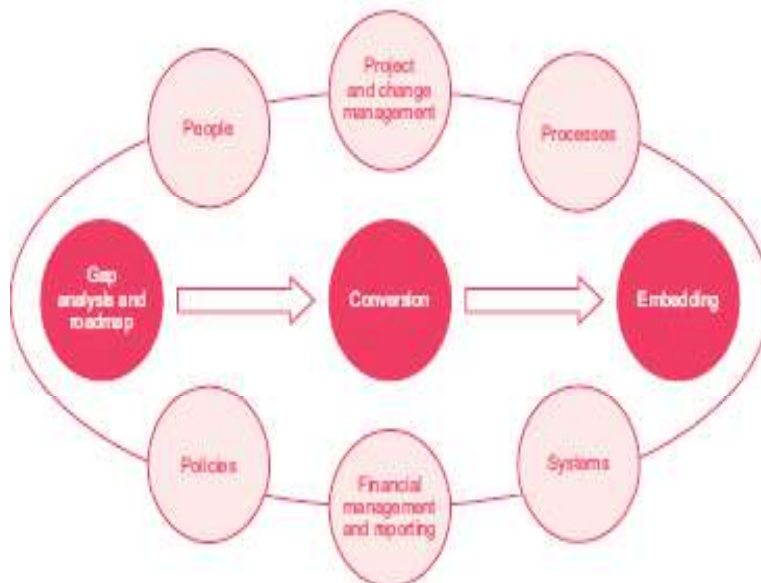 Project
and change
management
People
Processes
Gap
analysis and
roadmap
Conversion
Embedding
Policies
Financial
management
and reporting
Systems